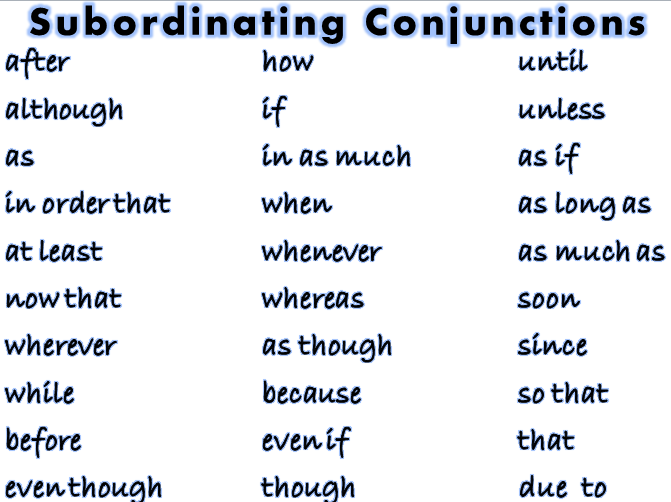 Subordinating Conjunctions
after how until
although if unless
as in as much as if
in order that when as long as
at least whenever as much as
now that whereas soon
wherever as though since
while because so that
before even if that
even though though due to